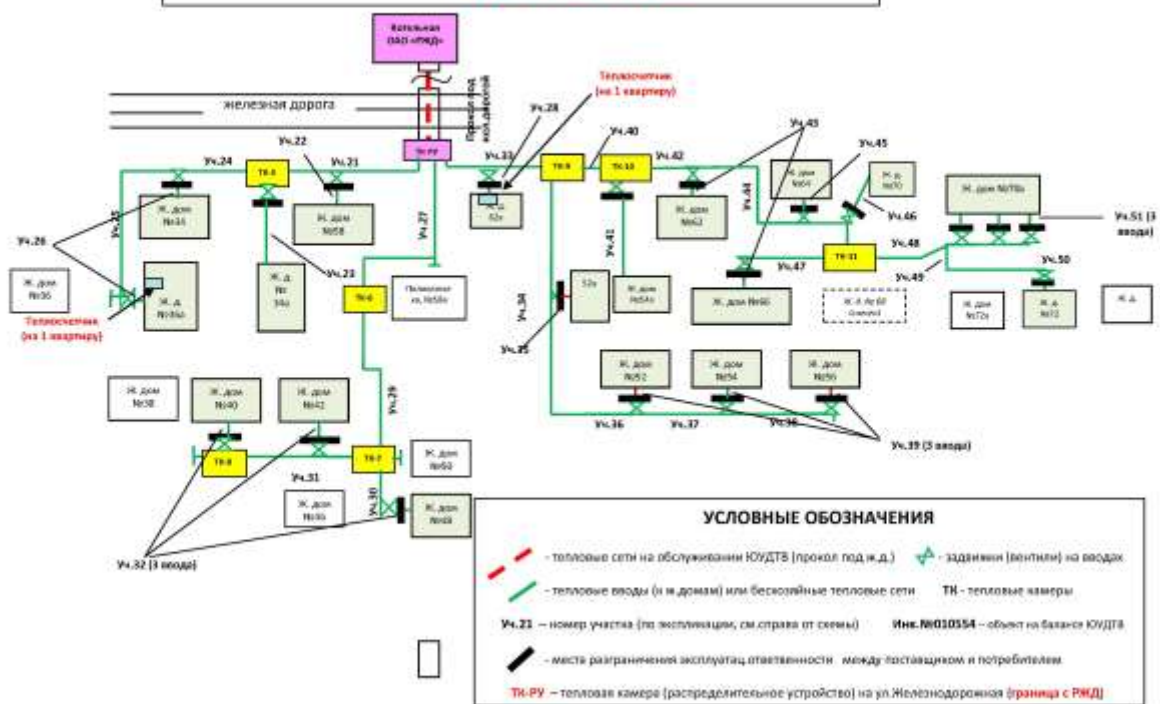 Котельная
ОАО «РЖД»
железная дорога
Прокол под
жел.дорогой
Теплосчетчик
(на 1 квартиру)
ТК-РУ
Уч.28
Уч.22
Уч.24
Уч.21
Уч.33
Уч.40
Уч.42
Уч.43
Уч.45
ТК-9
ТК-10
Ж. дом
№64
Ж. д.
№70
Ж. дом №70а
Ж. дом
№58
Ж. дом
№62
Уч.44
Уч.46
Уч.51 (3
ввода)
Уч.25
Уч.26
Уч.27
Уч.41
Уч.48
Уч.47
ТК-11
Уч.49
Уч.50
Уч.23
Ж. дом
№36
Ж. д.
34а
Теплосчетчик
(на 1 квартиру)
ТК-6
Уч.34
52а
Ж. дом
Ж. дом №66
Ж. дом
№72а
Ж. д.
№72
Ж. д.
Уч.35
Ж. дом
№52
Ж. дом
№54
Ж. дом
№56
Ж. дом
№38
Ж. дом
№40
Ж. дом
Уч.29
Уч.36
Уч.37
Уч.38
Уч.39 (3 ввода)
ТК-8
ТК-7
Ж. дом
Уч.31
Ж. дом
№46
Уч.30
Ж. дом
№48
Уч.32 (3 ввода)
УСЛОВНЫЕ ОБОЗНАЧЕНИЯ
- тепловые сети на обслуживании ЮУДТВ (прокол под ж.д.)
- задвижки (вентили) на вводах
- тепловые вводы (к ж.домам) или бесхозяйные тепловые сети
ТК - тепловые камеры
Уч.21 – номер участка (по экспликации, см.справа от схемы)
Инв.№010554 – объект на балансе ЮУДТВ
- места разграничения эксплуатац.ответственности между поставщиком и потребителем
ТК-РУ – тепловая камера (распределительное устройство) на ул.Железнодорожная (граница с РЖД)